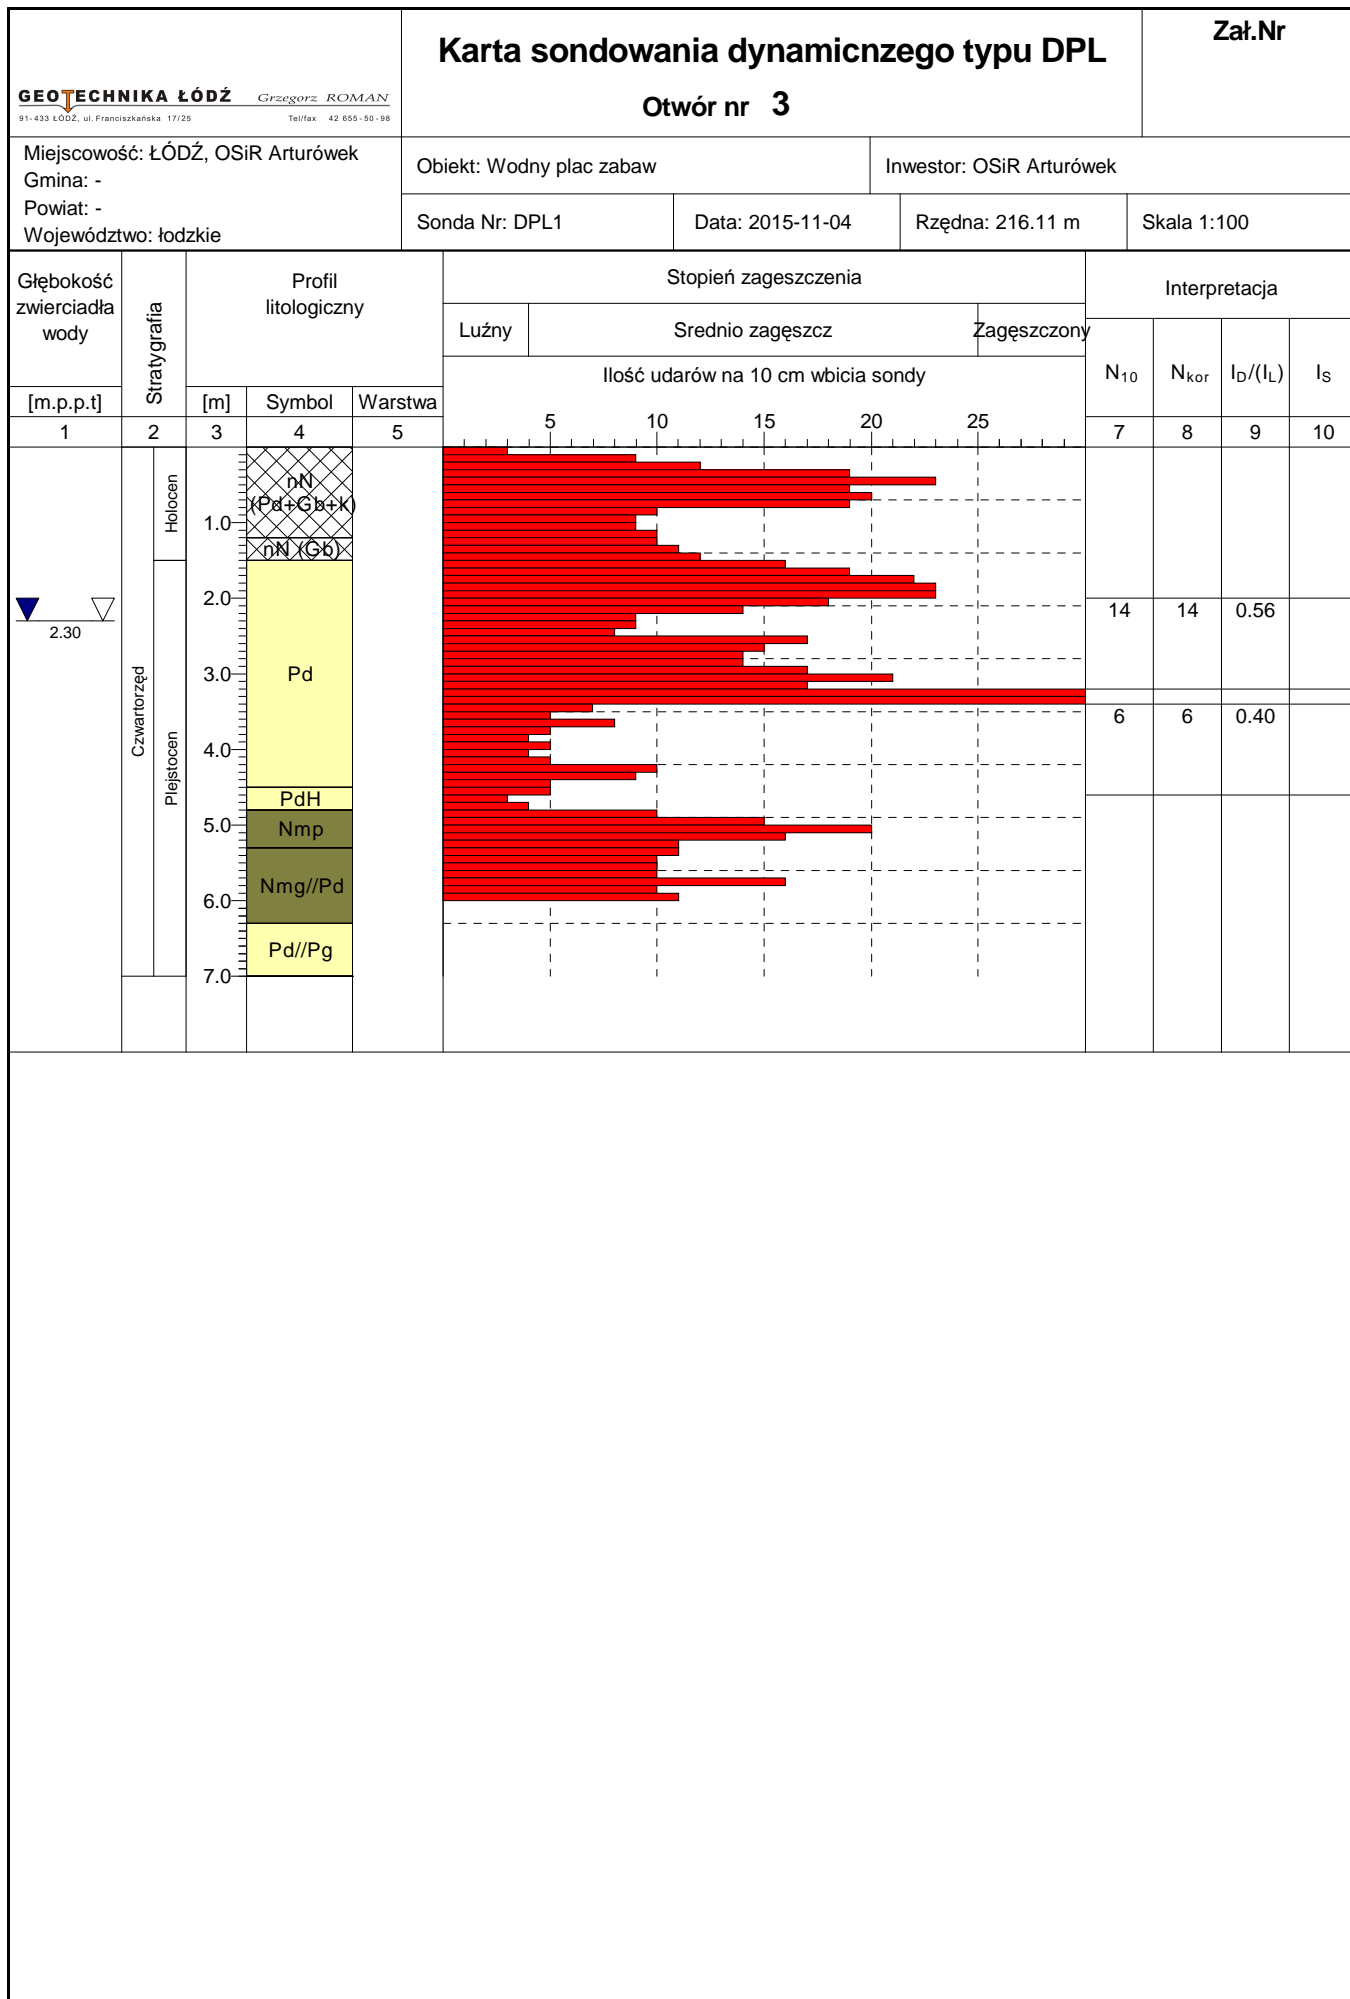 Karta sondowania dynamicznego typu DPL
Otwór nr 3
Zał.Nr
GEOTECHNIKA ŁÓDŹ Grzegorz ROMAN
91-433 ŁÓDŹ, ul. Franciszkańska 17/25 Tel/fax 42 655-50-98
Miejscowość: ŁÓDŹ, OSiR Arturówek
Gmina: -
Powiat: -
Województwo: łodzkie
Obiekt: Wodny plac zabaw
Inwestor: OSiR Arturówek
Sonda Nr: DPL1
Data: 2015-11-04
Rzędna: 216.11 m
Skala 1:100
Głębokość
zwierciadła
wody
[m.p.p.t]
Stratygrafia
Profil
litologiczny
[m] Symbol Warstwa
Stopień zageszczenia
Luźny Srednio zagęszcz Zagęszczony
Ilość udarów na 10 cm wbicia sondy
5 10 15 20 25
Interpretacja
N10 Nkor ID/(IL) IS
1 2 3 4 5 7 8 9 10
Czwartorzęd
Holocen
Plejstocen
2.30
1.0
2.0
3.0
4.0
5.0
6.0
7.0
nN
(Pd+Gb+K)
nN (Gb)
Pd
PdH
Nmp
Nmg//Pd
Pd//Pg
14 14 0.56
6 6 0.40